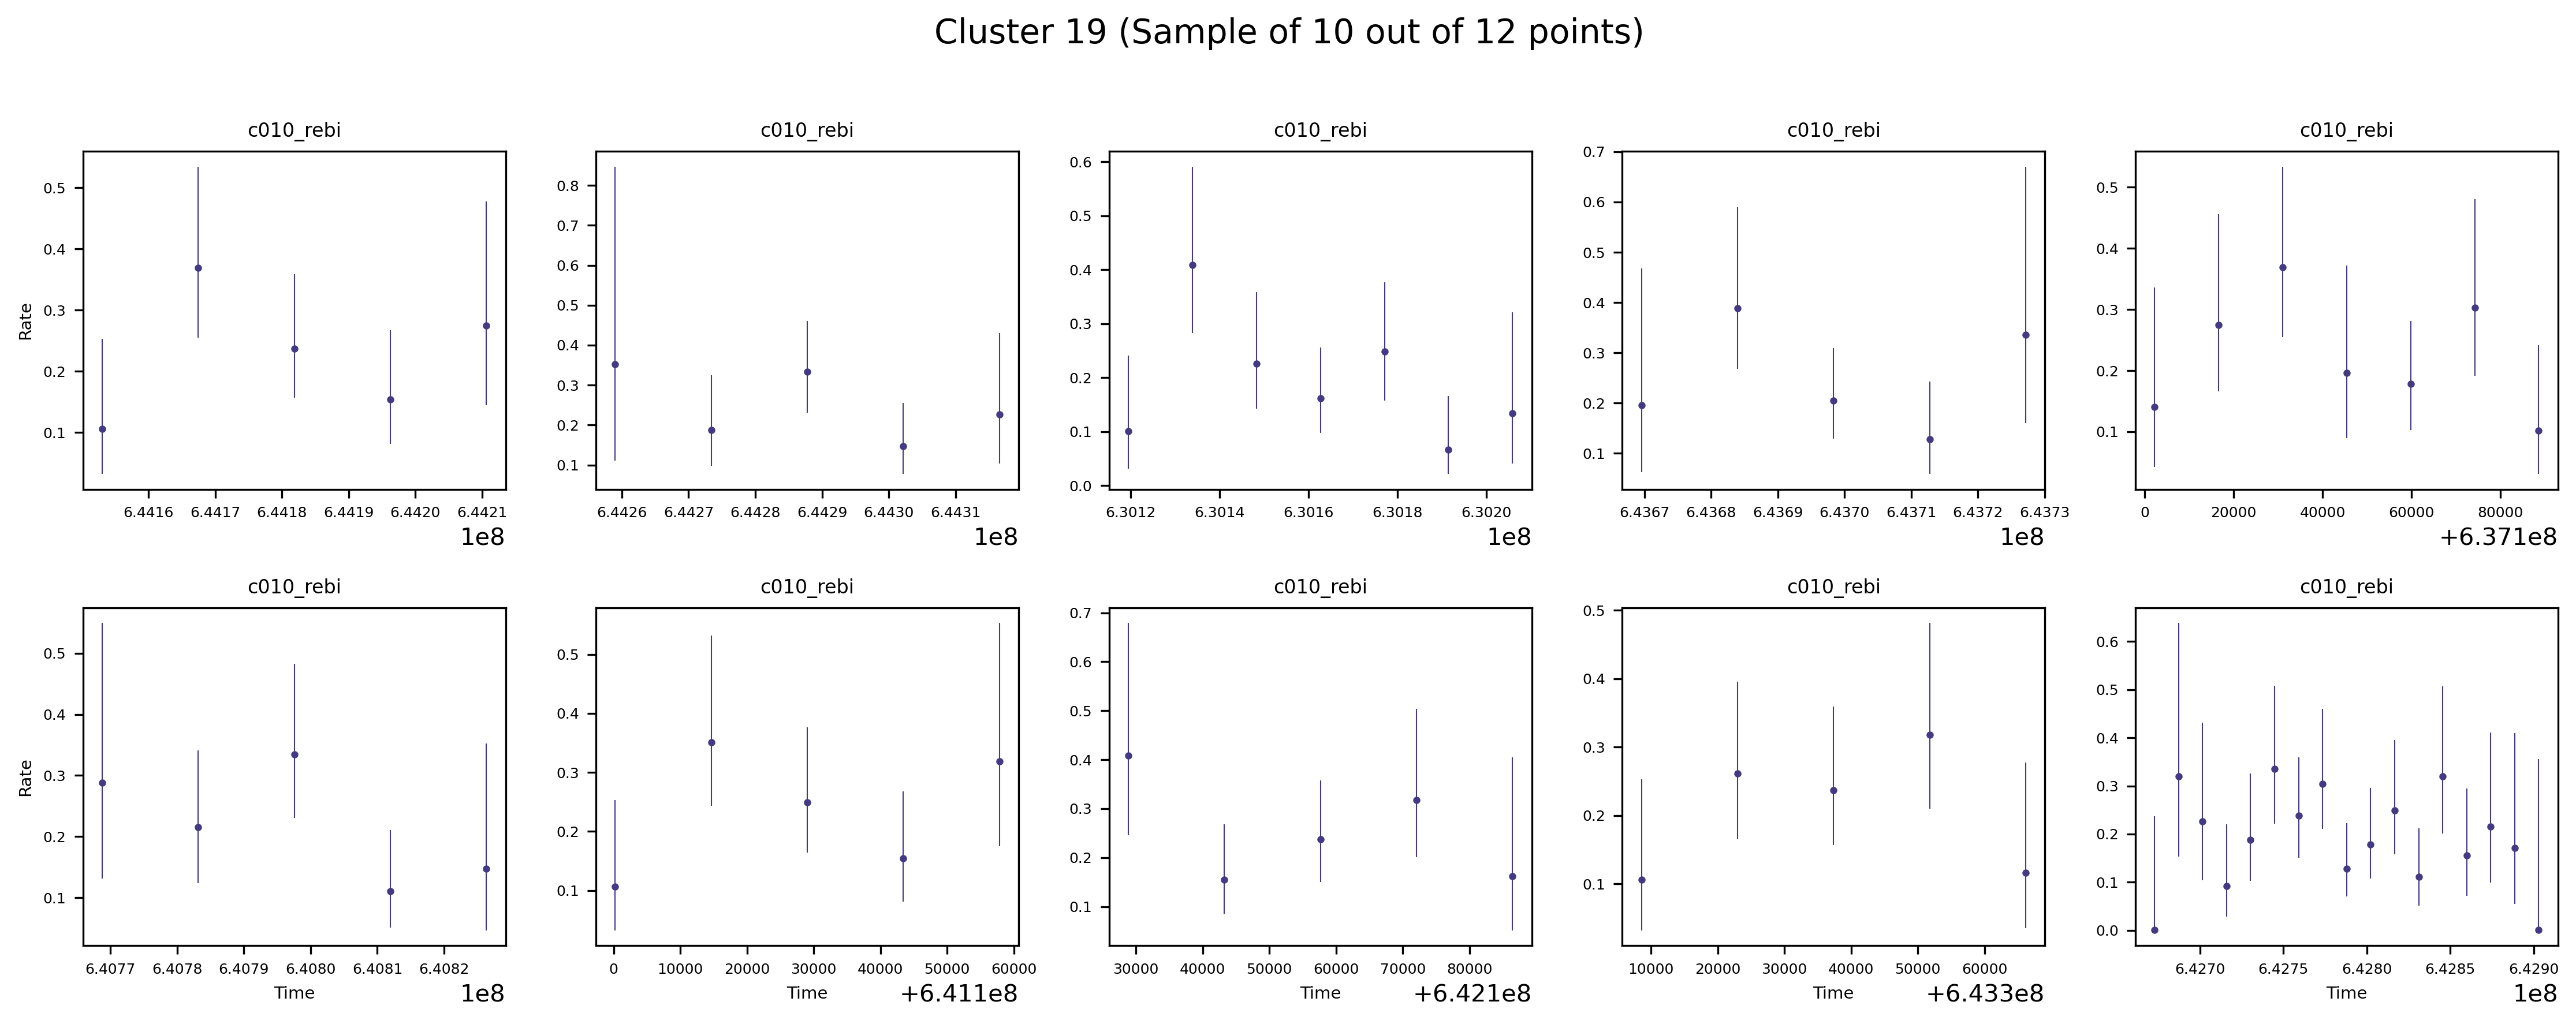 Cluster 19 (Sample of 10 out of 12 points)
c010_rebi c010_rebi c010_rebi c010_rebi c010_rebi
Rate
0.5 0.4 0.3 0.2 0.1
0.8 0.7 0.6 0.5 0.4 0.3 0.2 0.1
0.6 0.5 0.4 0.3 0.2 0.1 0.0
0.7 0.6 0.5 0.4 0.3 0.2 0.1
0.5 0.4 0.3 0.2 0.1
6.4416 6.4417 6.4418 6.4419 6.4420 6.4421
1e8
6.4426 6.4427 6.4428 6.4429 6.4430 6.4431
1e8
6.3012 6.3014 6.3016 6.3018 6.3020
1e8
6.4367 6.4368 6.4369 6.4370 6.4371 6.4372 6.4373
1e8
0 20000 40000 60000 80000
+6.371e8
c010_rebi c010_rebi c010_rebi c010_rebi c010_rebi
Rate
0.5 0.4 0.3 0.2 0.1
0.5 0.4 0.3 0.2 0.1
0.7 0.6 0.5 0.4 0.3 0.2 0.1
0.5 0.4 0.3 0.2 0.1
0.6 0.5 0.4 0.3 0.2 0.1 0.0
6.4077 6.4078 6.4079 6.4080 6.4081 6.4082
Time 1e8
0 10000 20000 30000 40000 50000 60000
Time +6.411e8
30000 40000 50000 60000 70000 80000
Time +6.421e8
10000 20000 30000 40000 50000 60000
Time +6.433e8
6.4270 6.4275 6.4280 6.4285 6.4290
Time 1e8